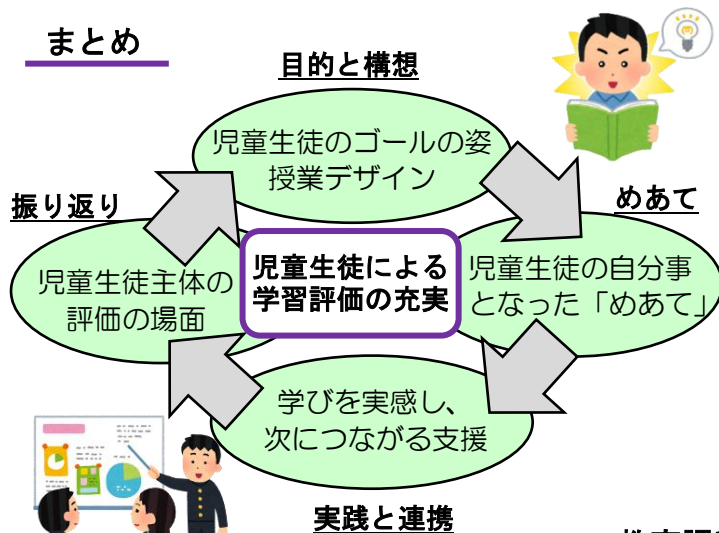 まとめ
目的と構想
児童生徒のゴールの姿
授業デザイン
めあて
児童生徒の自分事
となった「めあて」
振り返り
児童生徒主体の
評価の場面
児童生徒による
学習評価の充実
学びを実感し、
次につながる支援
実践と連携